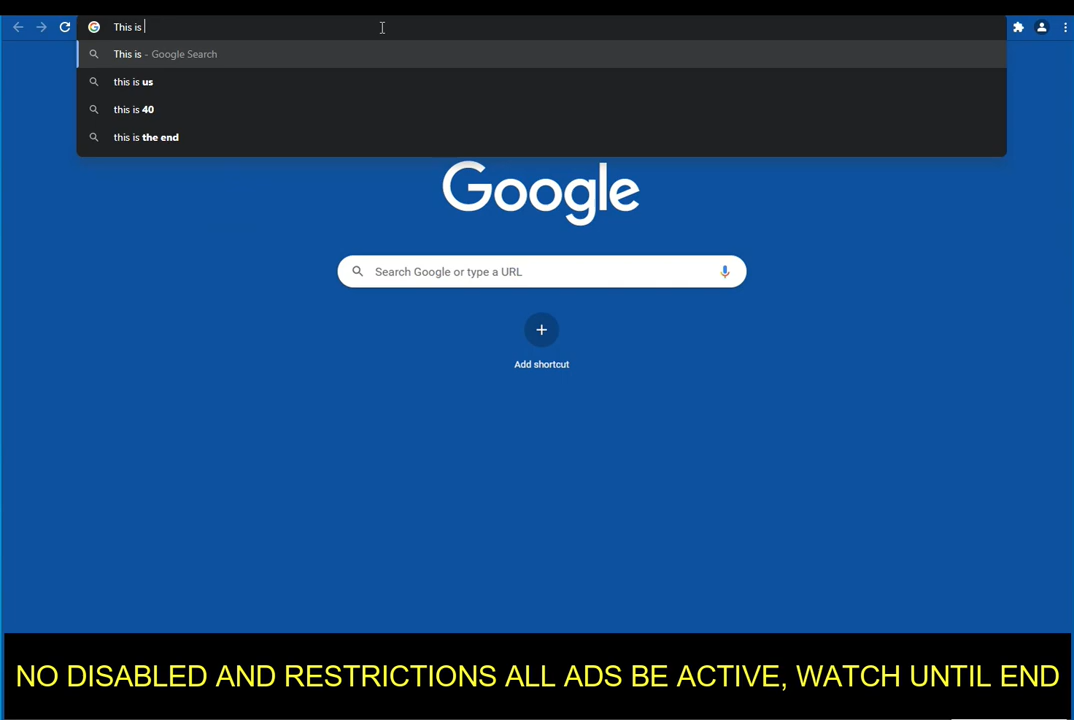 This is
This is - Google Search
this is us
this is 40
this is the end
Google
Search Google or type a URL
Add shortcut
NO DISABLED AND RESTRICTIONS ALL ADS BE ACTIVE, WATCH UNTIL END